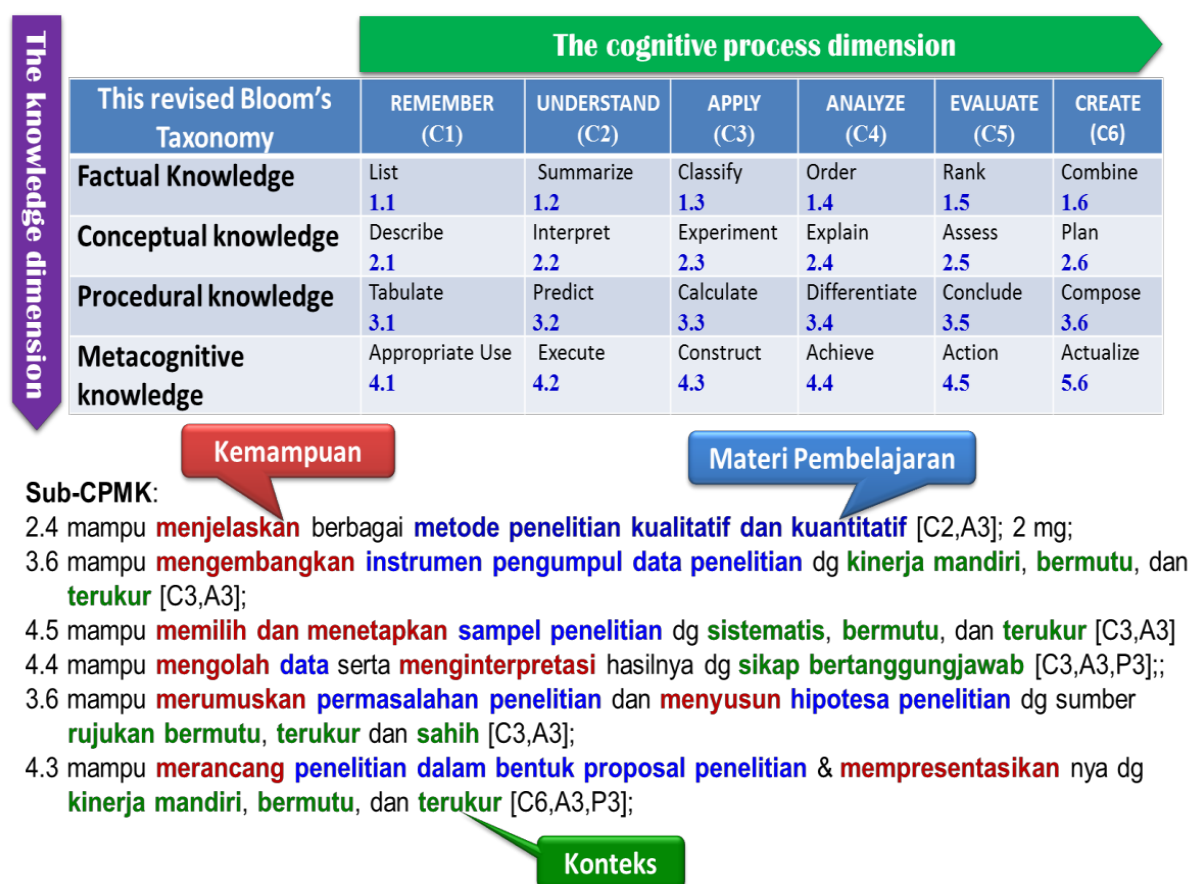 The cognitive process dimension
The knowledge dimension
This revised Bloom's Taxonomy REMEMBER (C1) UNDERSTAND (C2) APPLY (C3) ANALYZE (C4) EVALUATE (C5) CREATE (C6)
Factual Knowledge List Summarize Classify Order Rank Combine
1.1 1.2 1.3 1.4 1.5 1.6
Conceptual knowledge Describe Interpret Experiment Explain Assess Plan
2.1 2.2 2.3 2.4 2.5 2.6
Procedural knowledge Tabulate Predict Calculate Differentiate Conclude Compose
3.1 3.2 3.3 3.4 3.5 3.6
Metacognitive knowledge Appropriate Use Execute Construct Achieve Action Actualize
4.1 4.2 4.3 4.4 4.5 5.6
Kemampuan
Materi Pembelajaran
Sub-CPMK:
2.4 mampu menjelaskan berbagai metode penelitian kualitatif dan kuantitatif [C2,A3]; 2 mg;
3.6 mampu mengembangkan instrumen pengumpul data penelitian dg kinerja mandiri, bermutu, dan
terukur [C3,A3];
4.5 mampu memilih dan menetapkan sampel penelitian dg sistematis, bermutu, dan terukur [C3,A3]
4.4 mampu mengolah data serta menginterpretasi hasilnya dg sikap bertanggungjawab [C3,A3,P3];;
3.6 mampu merumuskan permasalahan penelitian dan menyusun hipotesa penelitian dg sumber
rujukan bermutu, terukur dan sahih [C3,A3];
4.3 mampu merancang penelitian dalam bentuk proposal penelitian & mempresentasikan nya dg
kinerja mandiri, bermutu, dan terukur [C6,A3,P3];
Konteks